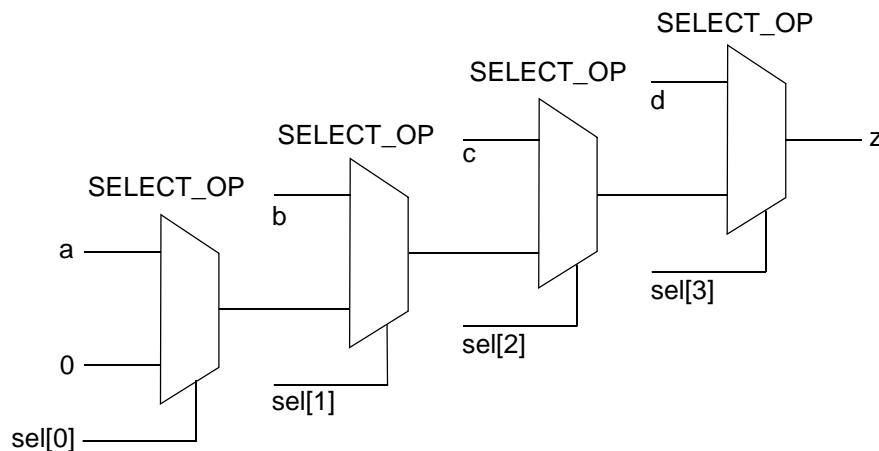 SELECT_OP
d
z
SELECT_OP
c
sel[3]
SELECT_OP
b
sel[2]
SELECT_OP
a
0
sel[1]
sel[0]